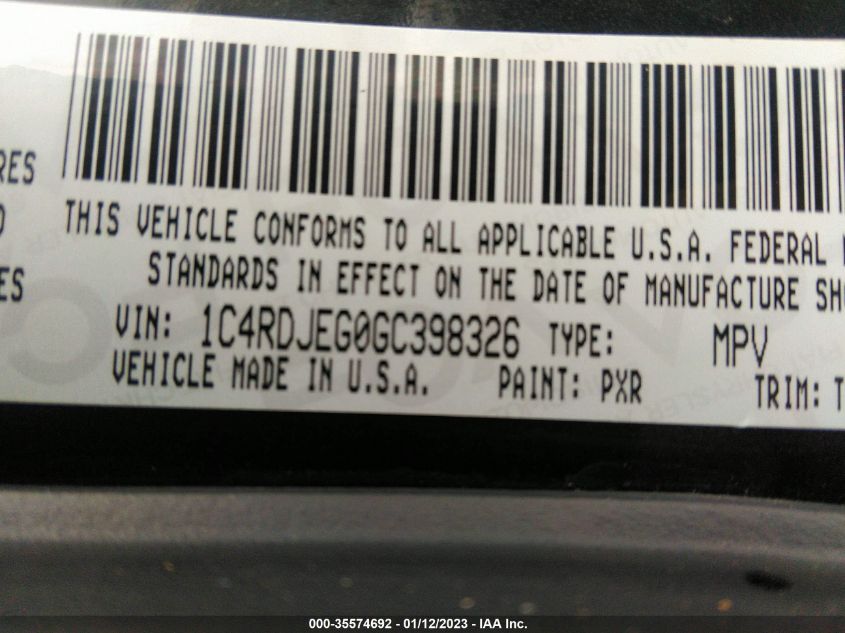 RES
THIS VEHICLE CONFORMS TO ALL APPLICABLE U.S.A. FEDERAL
ES
STANDARDS IN EFFECT ON THE DATE OF MANUFACTURE
VIN: 1C4RDJEG0GC398326 TYPE: MPV
VEHICLE MADE IN U.S.A. PAINT: PXR TRIM: T
000-35574692 - 01/12/2023 - IAA Inc.